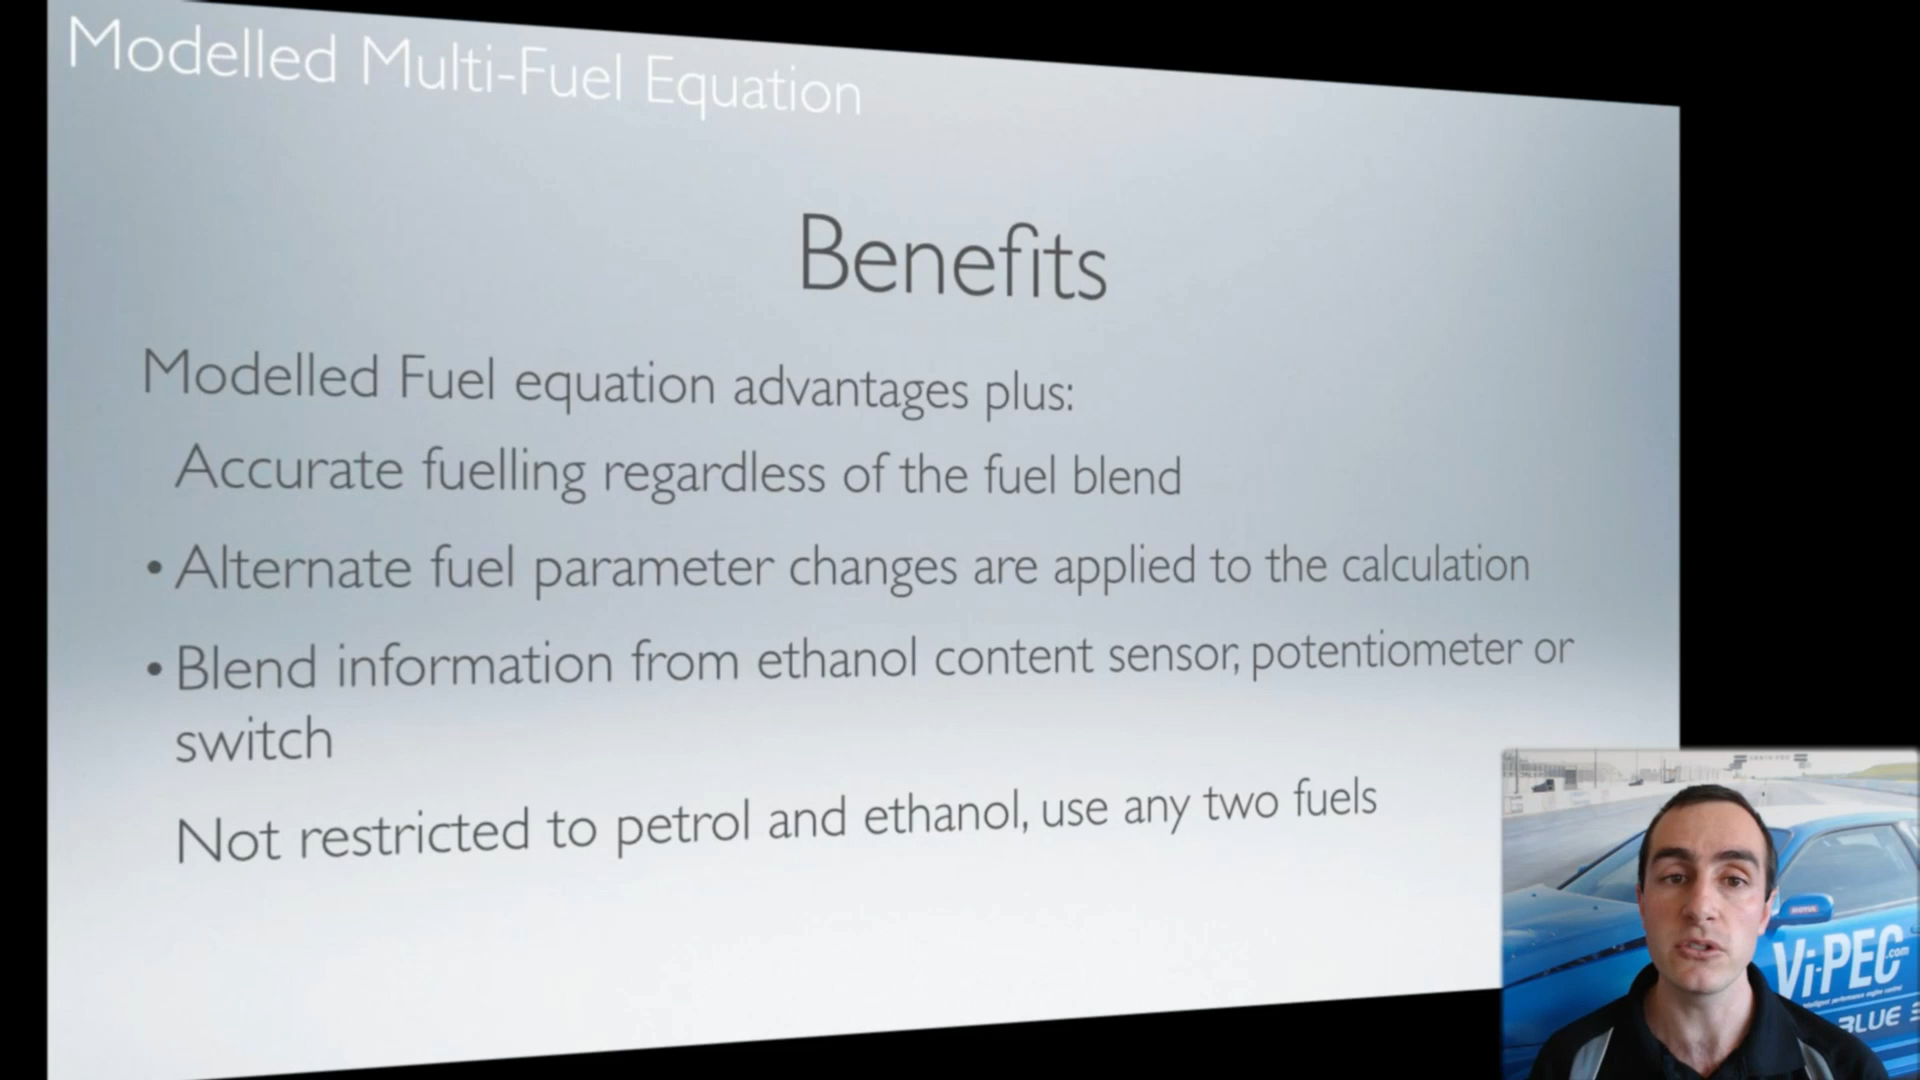 Modelled Multi-Fuel Equation
Benefits
Modelled Fuel equation advantages plus:
Accurate fuelling regardless of the fuel blend
• Alternate fuel parameter changes are applied to the calculation
• Blend information from ethanol content sensor, potentiometer or
switch
Not restricted to petrol and ethanol, use any two fuels
Vi-PEC.com
BLUE